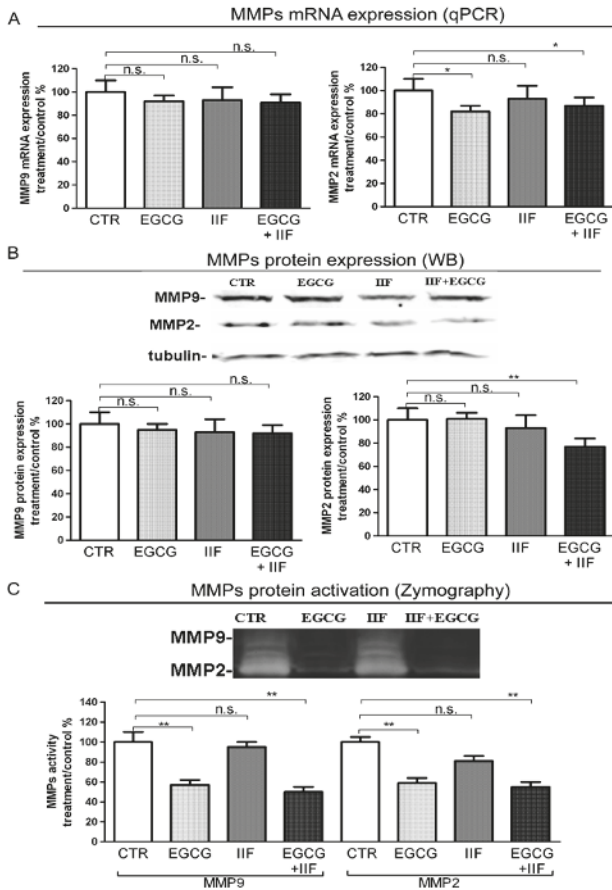 A
MMPs mRNA expression (qPCR)
MMP9 mRNA expression
treatment/control %
120
100
80
60
40
20
0
n.s.
n.s.
n.s.
CTR
EGCG
IIF
EGCG
+ IIF
MMP2 mRNA expression
treatment/control %
120
100
80
60
40
20
0
*
n.s.
*
CTR
EGCG
IIF
EGCG
+ IIF
B
MMPs protein expression (WB)
CTR EGCG IIF IIF+EGCG
MMP9-
MMP2-
tubulin-
MMP9 protein expression
treatment/control %
120
100
80
60
40
20
0
n.s.
n.s.
n.s.
CTR
EGCG
IIF
EGCG
+ IIF
MMP2 protein expression
treatment/control %
120
100
80
60
40
20
0
**
n.s.
n.s.
CTR
EGCG
IIF
EGCG
+ IIF
C
MMPs protein activation (Zymography)
CTR EGCG IIF IIF+EGCG
MMP9-
MMP2-
MMPs activity
treatment/control %
140
120
100
80
60
40
20
0
**
n.s.
**
**
n.s.
**
CTR EGCG IIF EGCG
+IIF
CTR EGCG IIF EGCG
+IIF
MMP9
MMP2